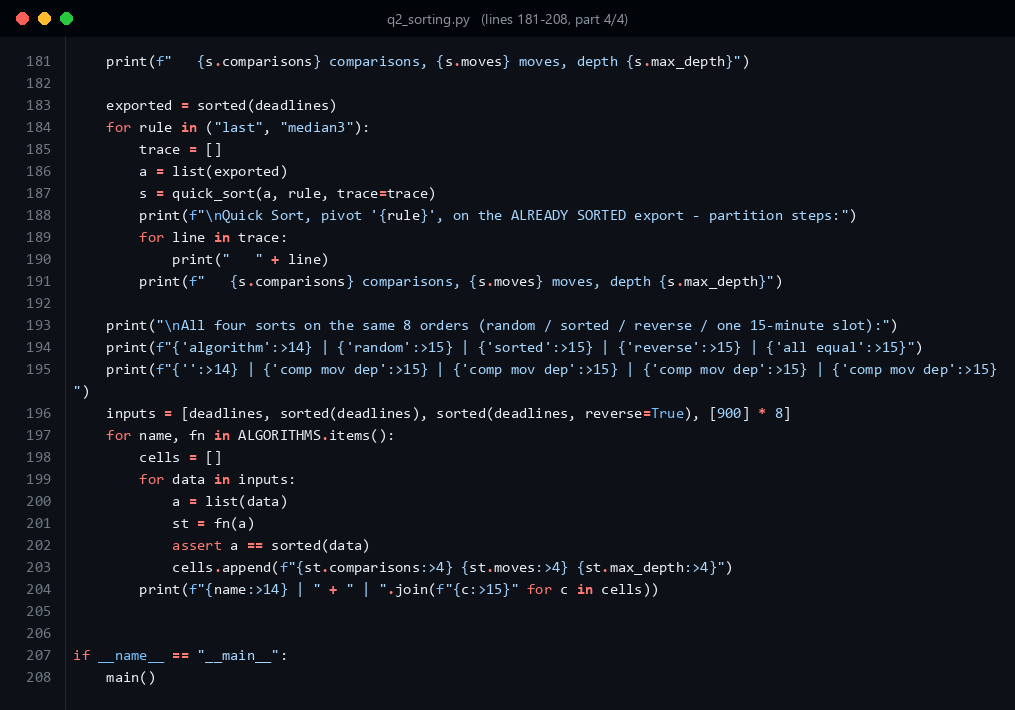 q2_sorting.py (lines 181-208, part 4/4)
181     print(f"   {s.comparisons} comparisons, {s.moves} moves, depth {s.max_depth}")
182
183     exported = sorted(deadlines)
184     for rule in ("last", "median3"):
185         trace = []
186         a = list(exported)
187         s = quick_sort(a, rule, trace=trace)
188         print(f"\nQuick Sort, pivot '{rule}', on the ALREADY SORTED export - partition steps:")
189         for line in trace:
190             print("   " + line)
191         print(f"   {s.comparisons} comparisons, {s.moves} moves, depth {s.max_depth}")
192
193     print("\nAll four sorts on the same 8 orders (random / sorted / reverse / one 15-minute slot):")
194     print(f"{'algorithm':>14} | {'random':>15} | {'sorted':>15} | {'reverse':>15} | {'all equal':>15}")
195     print(f"{'':>14} | {'comp mov dep':>15} | {'comp mov dep':>15} | {'comp mov dep':>15} | {'comp mov dep':>15}
")
196     inputs = [deadlines, sorted(deadlines), sorted(deadlines, reverse=True), [900] * 8]
197     for name, fn in ALGORITHMS.items():
198         cells = []
199         for data in inputs:
200             a = list(data)
201             st = fn(a)
202             assert a == sorted(data)
203             cells.append(f"{st.comparisons:>4} {st.moves:>4} {st.max_depth:>4}")
204         print(f"{name:>14} | " + " | ".join(f"{c:>15}" for c in cells))
205
206
207 if __name__ == "__main__":
208     main()